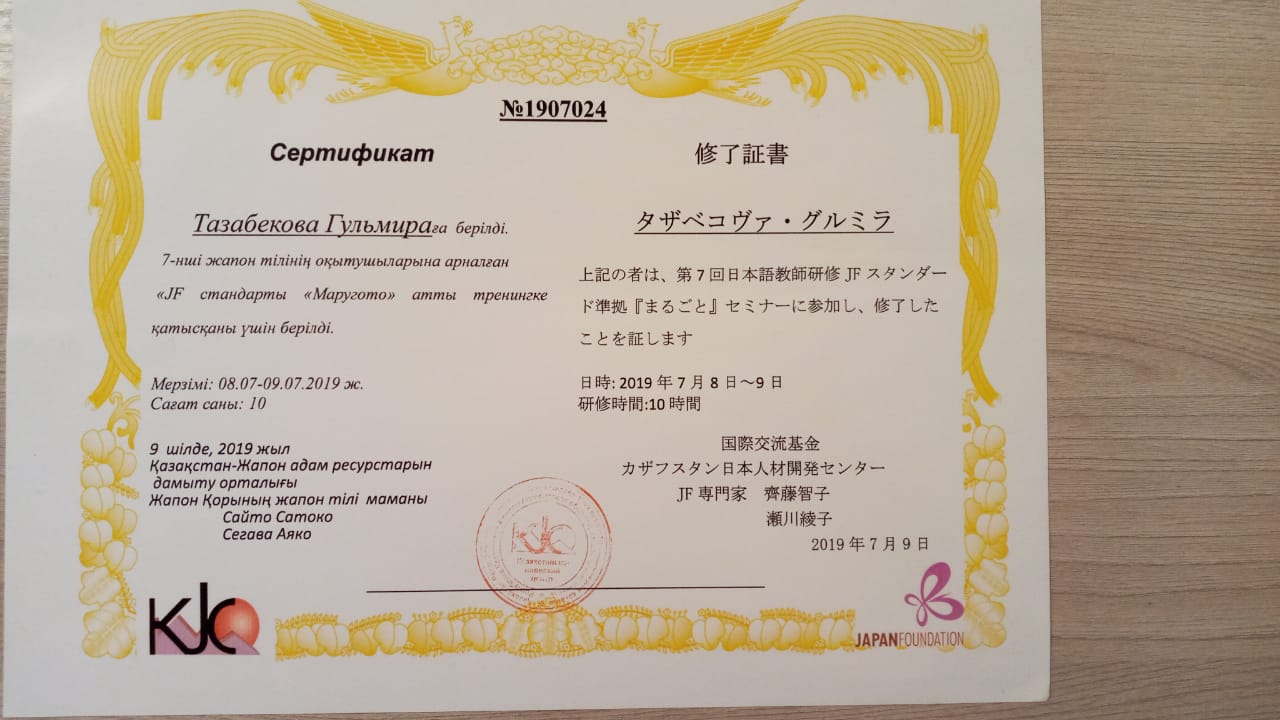 №1907024
Сертификат
Тазабекова Гульмираға берілді.
7-нші жапон тілінің оқытушыларына арналған
«JF стандарты «Маругото» атты тренингке
қатысқаны үшін берілді.
Мерзімі: 08.07-09.07.2019 ж.
Сағат саны: 10
9 шілде, 2019 жыл
Қазақстан-Жапон адам ресурстарын
дамыту орталығы
Жапон Қорының жапон тілі маманы
Сайто Сатоко
Сегава Аяко
修了証書
タザベコヴァ・グルミラ
上記の者は、第7回日本語教師研修 JF スタンダー
ド準拠『まるごと』セミナーに参加し、修了した
ことを証します
日時: 2019 年 7 月 8 日～9 日
研修時間:10 時間
国際交流基金
カザフスタン日本人材開発センター
JF 専門家 齊藤智子
瀬川綾子
2019 年 7 月 9 日
KJC
JAPANFOUNDATION